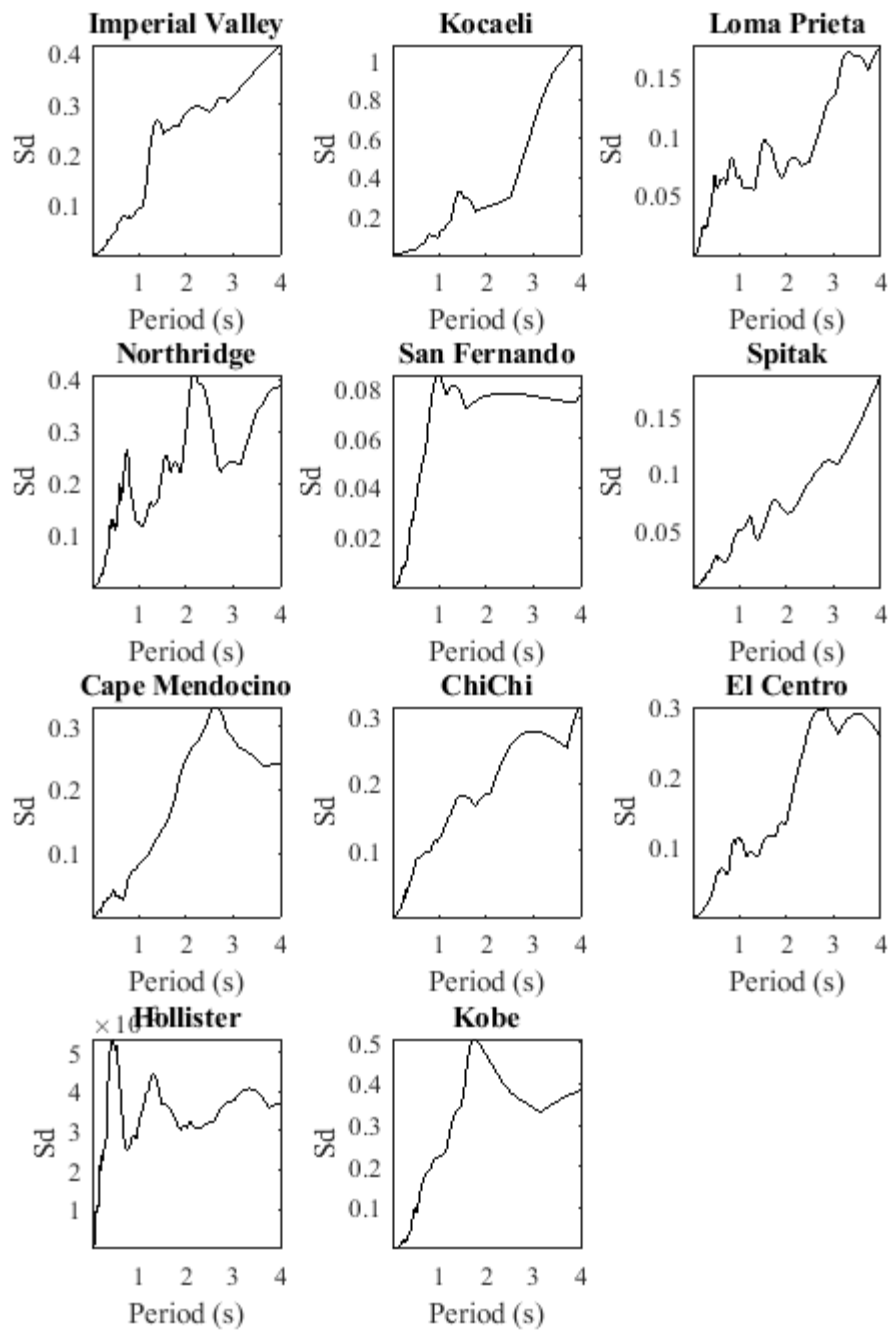 Imperial Valley
0.4
0.3
0.2
0.1
Sd
1 2 3 4
Period (s)
Kocaeli
1
0.8
0.6
0.4
0.2
Sd
1 2 3 4
Period (s)
Loma Prieta
0.15
0.1
0.05
Sd
1 2 3 4
Period (s)
Northridge
0.4
0.3
0.2
0.1
Sd
1 2 3 4
Period (s)
San Fernando
0.08
0.06
0.04
0.02
Sd
1 2 3 4
Period (s)
Spitak
0.15
0.1
0.05
Sd
1 2 3 4
Period (s)
Cape Mendocino
0.3
0.2
0.1
Sd
1 2 3 4
Period (s)
ChiChi
0.3
0.2
0.1
Sd
1 2 3 4
Period (s)
El Centro
0.3
0.2
0.1
Sd
1 2 3 4
Period (s)
Hollister
×10
5
4
3
2
1
Sd
1 2 3 4
Period (s)
Kobe
0.5
0.4
0.3
0.2
0.1
Sd
1 2 3 4
Period (s)